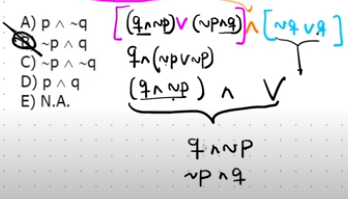 A) p ∧ ~q
B) ~p ∧ q
C) ~p ∧ ~q
D) p ∧ q
E) N.A.
[(q∧~p)∨(~p∧q)]∧[~q∨q]
q∧(~p∨~p)
(q∧~p) ∧ V
q∧~p
~p∧q